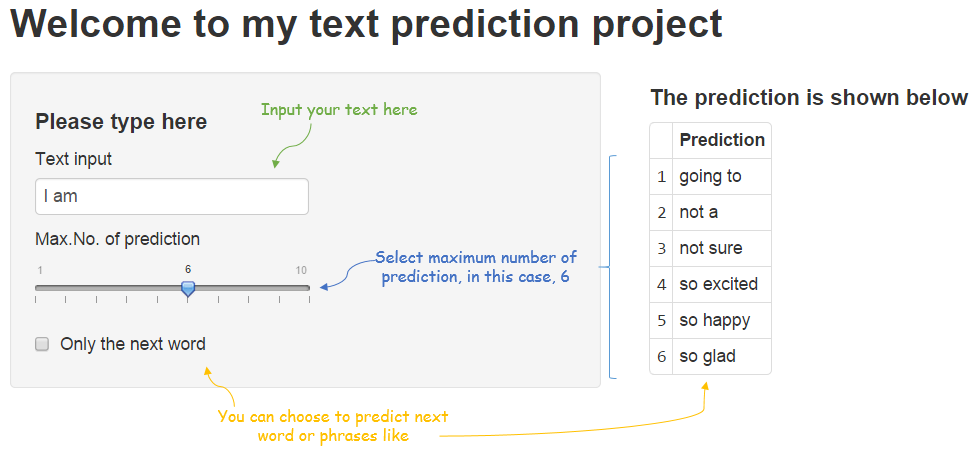 Welcome to my text prediction project
Please type here
Input your text here
Text input
I am
Max.No. of prediction
1 6 10
Select maximum number of
prediction, in this case, 6
Only the next word
You can choose to predict next
word or phrases like
The prediction is shown below
Prediction
1 going to
2 not a
3 not sure
4 so excited
5 so happy
6 so glad